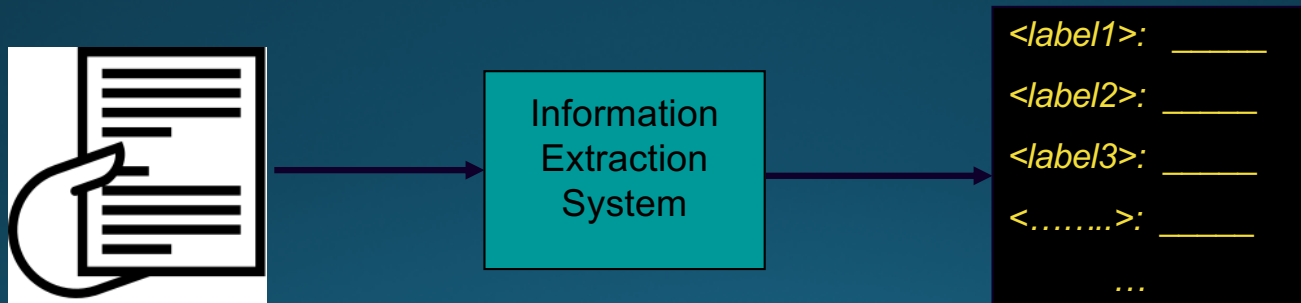 Information
Extraction
System
<label1>: _____
<label2>: _____
<label3>: _____
<……..>: _____
…